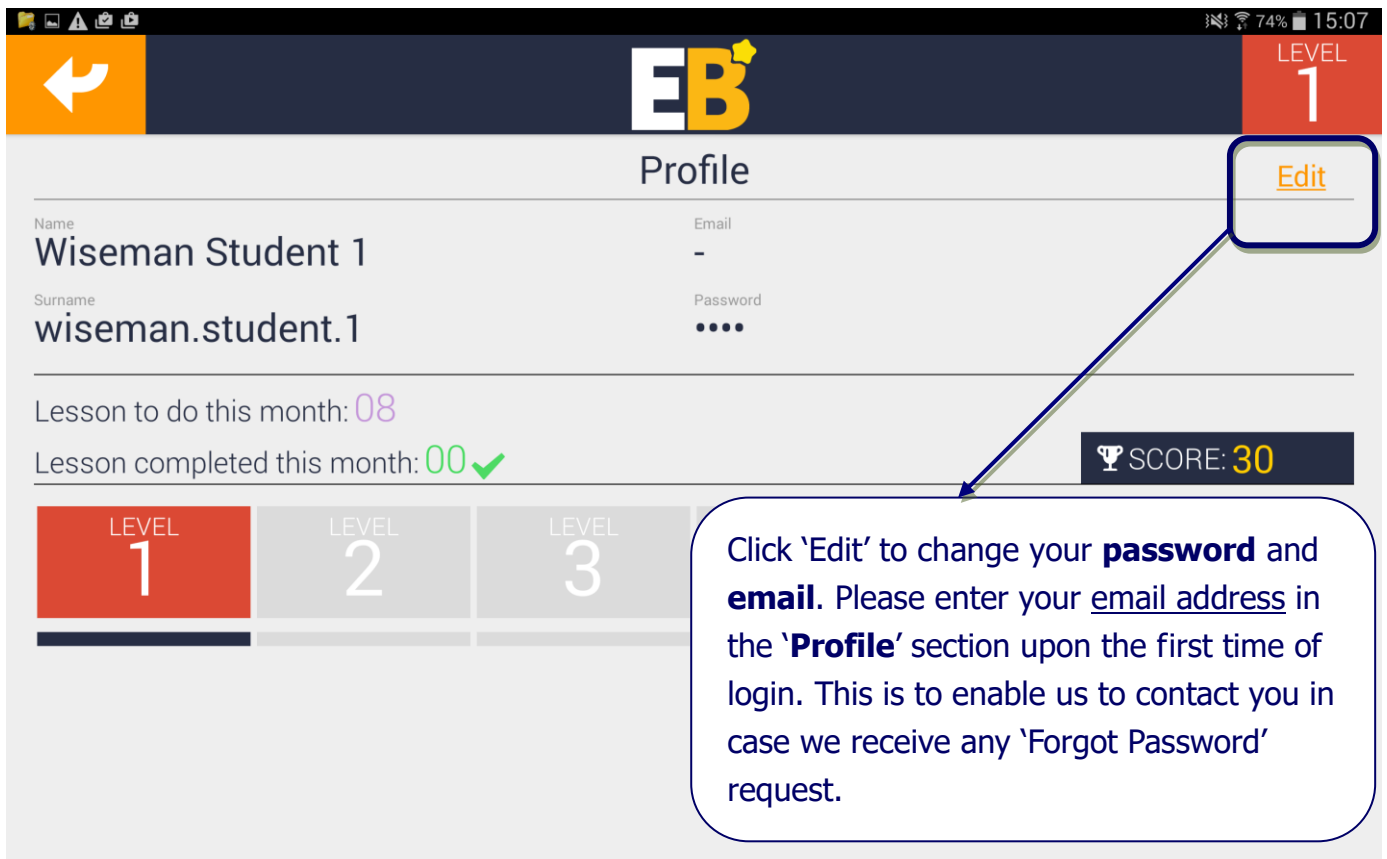 74% 15:07
EB
LEVEL
1
Profile
Edit
Name
Wiseman Student 1
Email
-
Surname
wiseman.student.1
Password
••••
Lesson to do this month: 08
Lesson completed this month: 00
SCORE: 30
LEVEL
1
LEVEL
2
LEVEL
3
Click ‘Edit’ to change your password and
email. Please enter your email address in
the ‘Profile’ section upon the first time of
login. This is to enable us to contact you in
case we receive any ‘Forgot Password’
request.